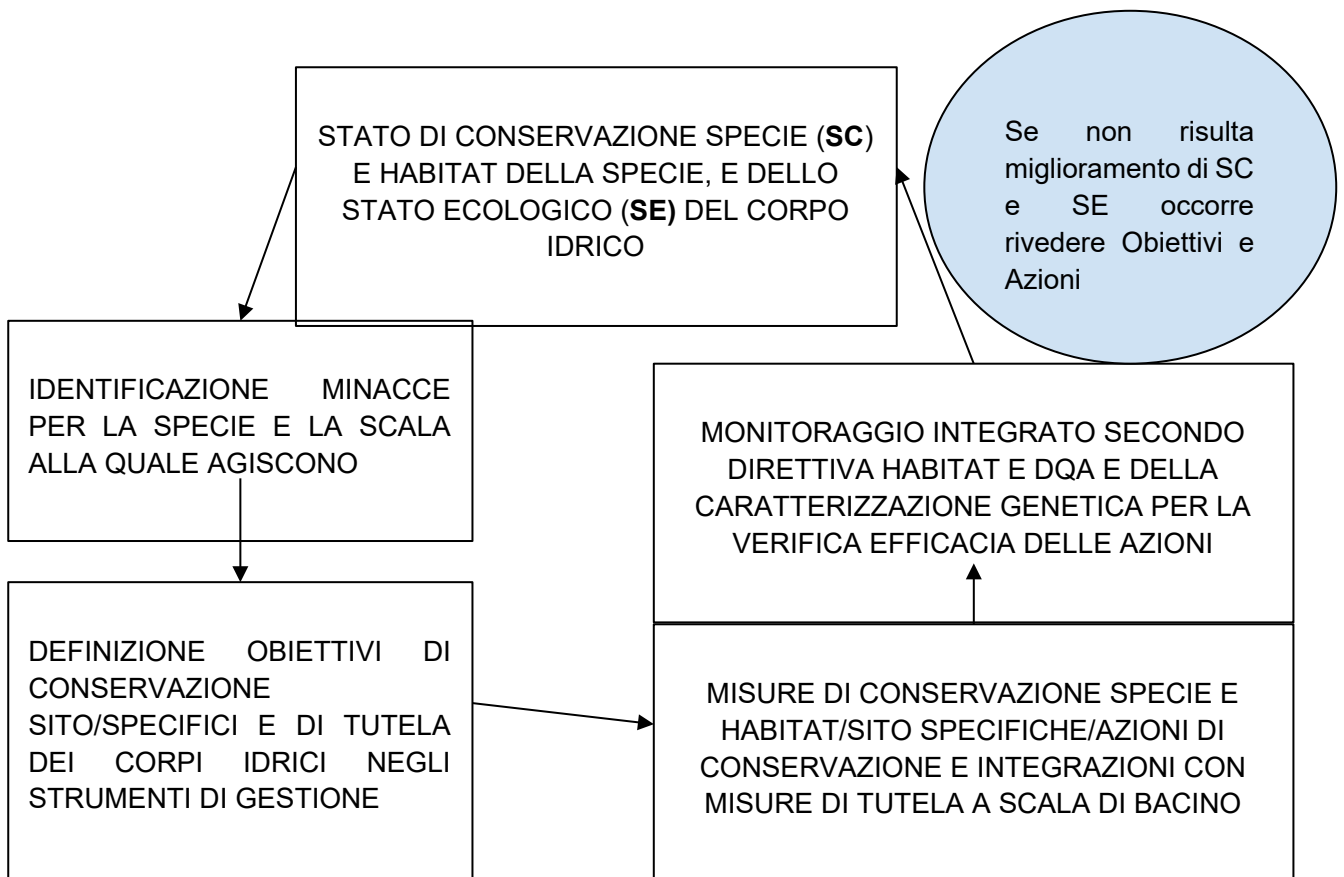 STATO DI CONSERVAZIONE SPECIE (SC)
E HABITAT DELLA SPECIE, E DELLO
STATO ECOLOGICO (SE) DEL CORPO
IDRICO
Se non risulta
miglioramento di SC
e SE occorre
rivedere Obiettivi e
Azioni
IDENTIFICAZIONE MINACCE
PER LA SPECIE E LA SCALA
ALLA QUALE AGISCONO
MONITORAGGIO INTEGRATO SECONDO
DIRETTIVA HABITAT E DQA E DELLA
CARATTERIZZAZIONE GENETICA PER LA
VERIFICA EFFICACIA DELLE AZIONI
DEFINIZIONE OBIETTIVI DI
CONSERVAZIONE
SITO/SPECIFICI E DI TUTELA
DEI CORPI IDRICI NEGLI
STRUMENTI DI GESTIONE
MISURE DI CONSERVAZIONE SPECIE E
HABITAT/SITO SPECIFICHE/AZIONI DI
CONSERVAZIONE E INTEGRAZIONI CON
MISURE DI TUTELA A SCALA DI BACINO